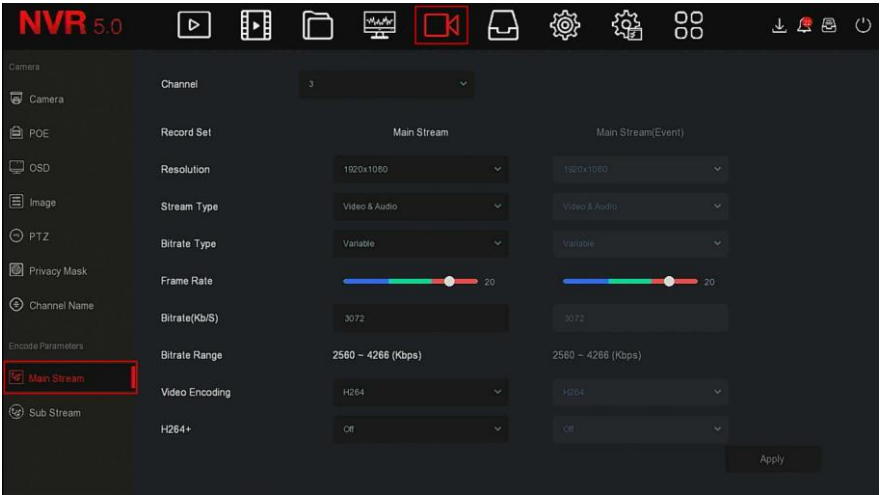 NVR 5.0
Camera
Camera
POE
OSD
Image
PTZ
Privacy Mask
Channel Name
Encode Parameters
Main Stream
Sub Stream
Channel 3
Record Set Main Stream Main Stream(Event)
Resolution 1920x1080 1920x1080
Stream Type Video & Audio Video & Audio
Bitrate Type Variable Variable
Frame Rate 20 20
Bitrate(Kb/S) 3072 3072
Bitrate Range 2560 ~ 4266 (Kbps) 2560 ~ 4266 (Kbps)
Video Encoding H264 H264
H264+ Off Off
Apply